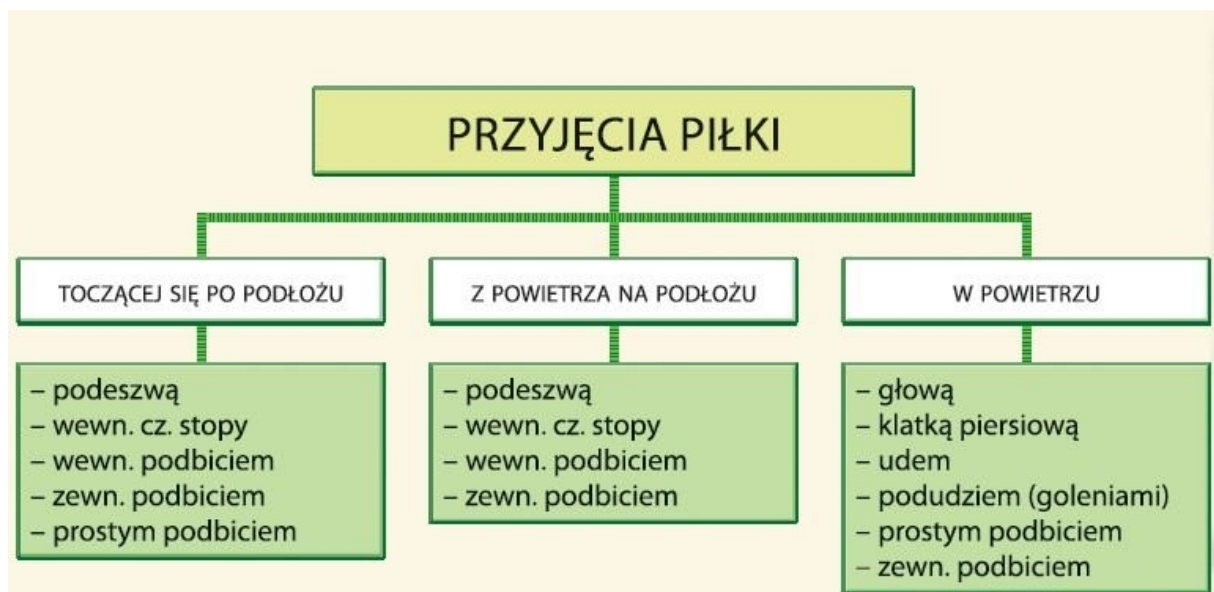 PRZYJĘCIA PIŁKI
TOCZĄCEJ SIĘ PO PODŁOŻU
– podeszwą
– wewn. cz. stopy
– wewn. podbiciem
– zewn. podbiciem
– prostym podbiciem
Z POWIETRZA NA PODŁOŻU
– podeszwą
– wewn. cz. stopy
– wewn. podbiciem
– zewn. podbiciem
W POWIETRZU
– głową
– klatką piersiową
– udem
– podudziem (goleniami)
– prostym podbiciem
– zewn. podbiciem